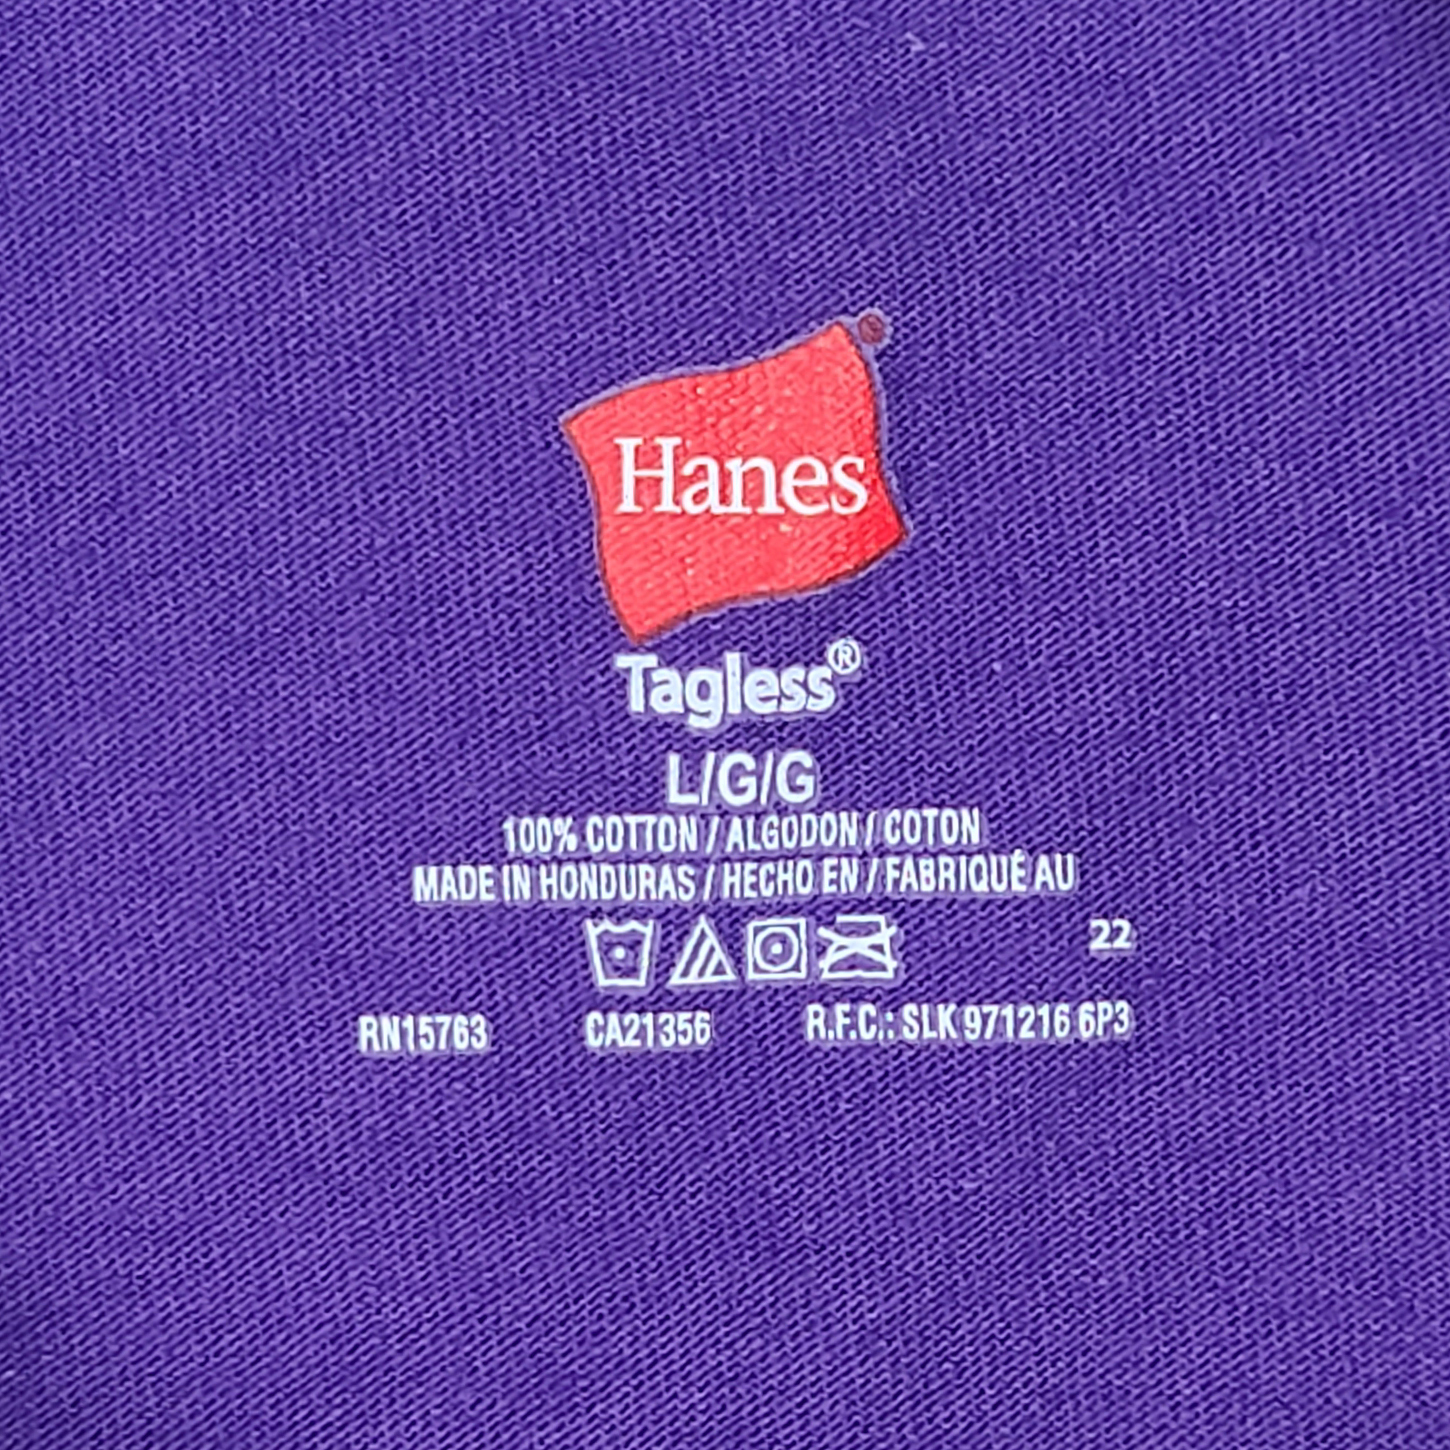 Hanes
Tagless®
L/G/G
100% COTTON / ALGODON / COTON
MADE IN HONDURAS / HECHO EN / FABRIQUÉ AU
22
RN15763 CA21356 R.F.C.: SLK 971216 6P3